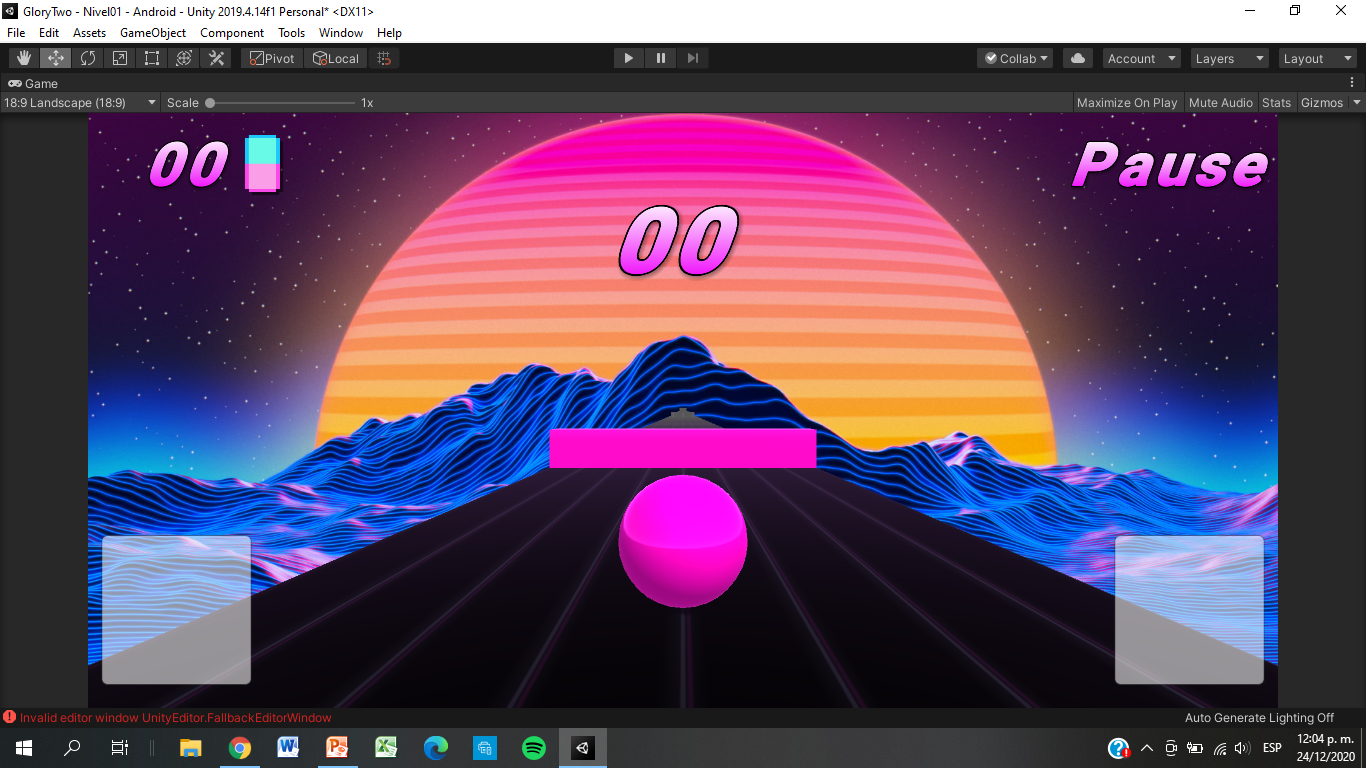 GloryTwo - Nivel01 - Android - Unity 2019.4.14f1 Personal* <DX11>
File Edit Assets GameObject Component Tools Window Help
Pivot Local Collab Account Layers Layout
Game
18:9 Landscape (18:9) Scale 1x Maximize On Play Mute Audio Stats Gizmos
00 Pause
00
Invalid editor window UnityEditor.FallbackEditorWindow Auto Generate Lighting Off
ESP 12:04 p. m.
24/12/2020